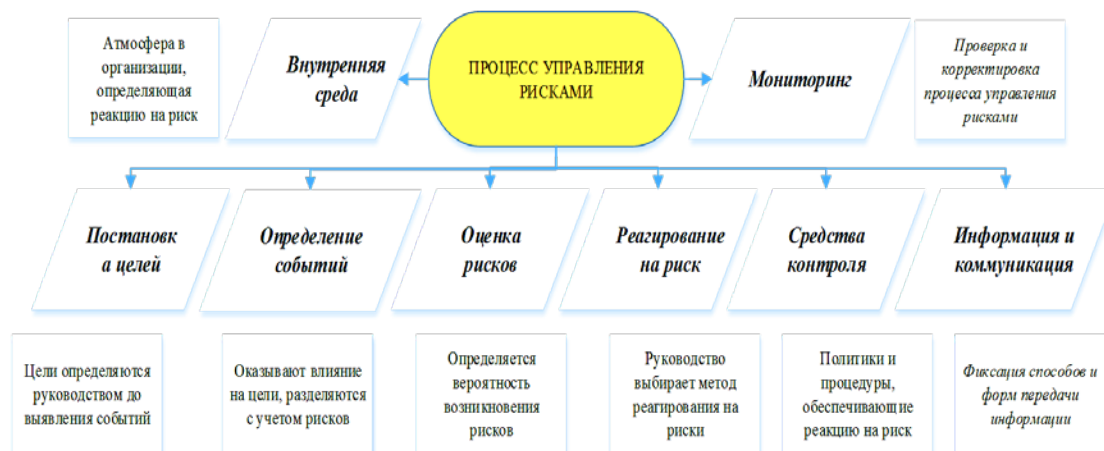 Атмосфера в
организации,
определяющая
реакцию на риск
Внутренняя
среда
ПРОЦЕСС УПРАВЛЕНИЯ
РИСКАМИ
Мониторинг
Проверка и
корректировка
процесса управления
рисками
Постановк
а целей
Определение
событий
Оценка
рисков
Реагирование
на риск
Средства
контроля
Информация и
коммуникация
Цели определяются
руководством до
выявления событий
Оказывают влияние
на цели, разделяются
с учетом рисков
Определяется
вероятность
возникновения
рисков
Руководство
выбирает метод
реагирования на
риски
Политики и
процедуры,
обеспечивающие
реакцию на риск
Фиксация способов и
форм передачи
информации